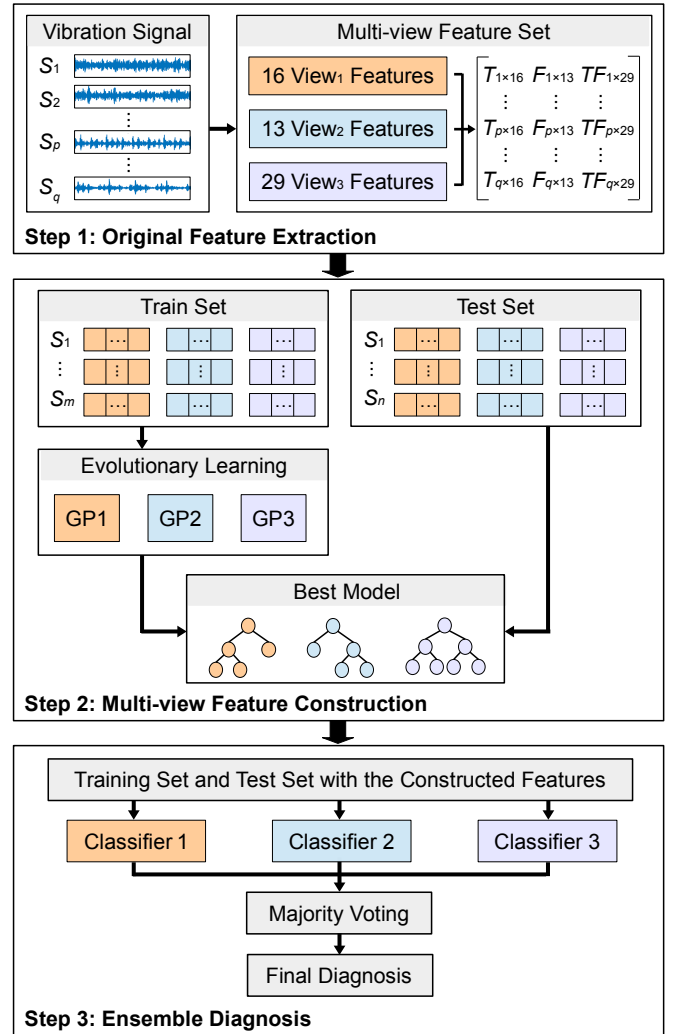 Vibration Signal
S1
S2
⋮
Sp
⋮
Sq
Multi-view Feature Set
16 View1 Features
13 View2 Features
29 View3 Features
T1×16 F1×13 TF1×29
⋮ ⋮ ⋮
Tp×16 Fp×13 TFp×29
⋮ ⋮ ⋮
Tq×16 Fq×13 TFq×29
Step 1: Original Feature Extraction
Train Set
S1 ... ... ...
⋮ ⋮ ⋮ ⋮
Sm ... ... ...
Test Set
S1 ... ... ...
⋮ ⋮ ⋮ ⋮
Sn ... ... ...
Evolutionary Learning
GP1 GP2 GP3
Best Model
Step 2: Multi-view Feature Construction
Training Set and Test Set with the Constructed Features
Classifier 1 Classifier 2 Classifier 3
Majority Voting
Final Diagnosis
Step 3: Ensemble Diagnosis